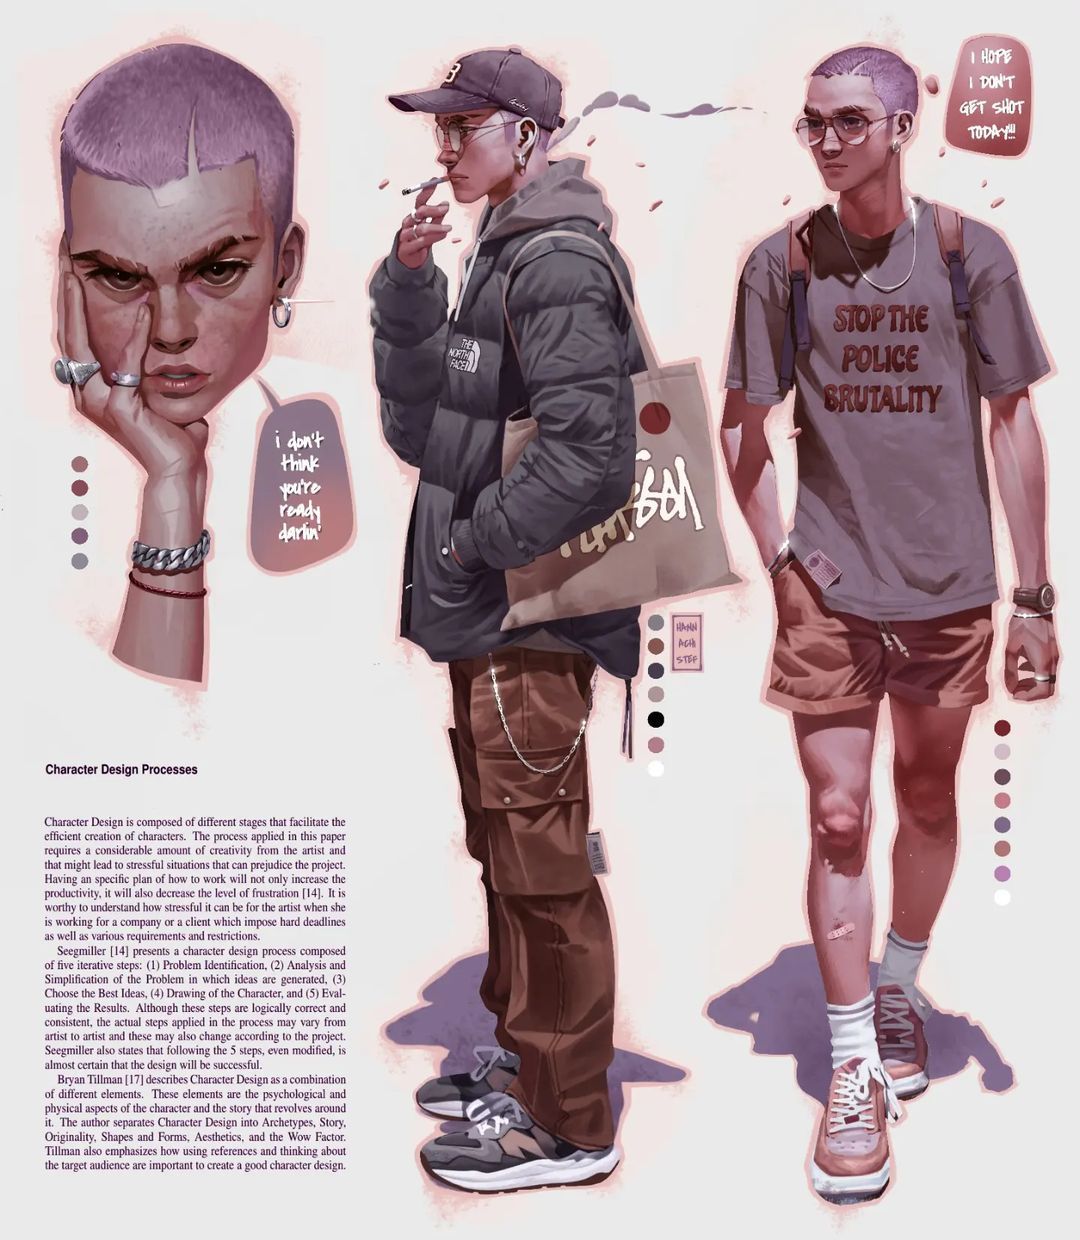 B
I HOPE
I DON'T
GET SHOT
TODAY!!!
STOP THE
POLICE
BRUTALITY
THE
NORTH
FACE
i don't
think
you're
ready
darlin'
HANN
ACHI
STEF
Character Design Processes
Character Design is composed of different stages that facilitate the
efficient creation of characters. The process applied in this paper
requires a considerable amount of creativity from the artist and
that might lead to stressful situations that can prejudice the project.
Having an specific plan of how to work will not only increase the
productivity, it will also decrease the level of frustration [14]. It is
worthy to understand how stressful it can be for the artist when she
is working for a company or a client which impose hard deadlines
as well as various requirements and restrictions.
Seegmiller [14] presents a character design process composed
of five iterative steps: (1) Problem Identification, (2) Analysis and
Simplification of the Problem in which ideas are generated, (3)
Choose the Best Ideas, (4) Drawing of the Character, and (5) Eval-
uating the Results. Although these steps are logically correct and
consistent, the actual steps applied in the process may vary from
artist to artist and these may also change according to the project.
Seegmiller also states that following the 5 steps, even modified, is
almost certain that the design will be successful.
Bryan Tillman [17] describes Character Design as a combination
of different elements. These elements are the psychological and
physical aspects of the character and the story that revolves around
it. The author separates Character Design into Archetypes, Story,
Originality, Shapes and Forms, Aesthetics, and the Wow Factor.
Tillman also emphasizes how using references and thinking about
the target audience are important to create a good character design.